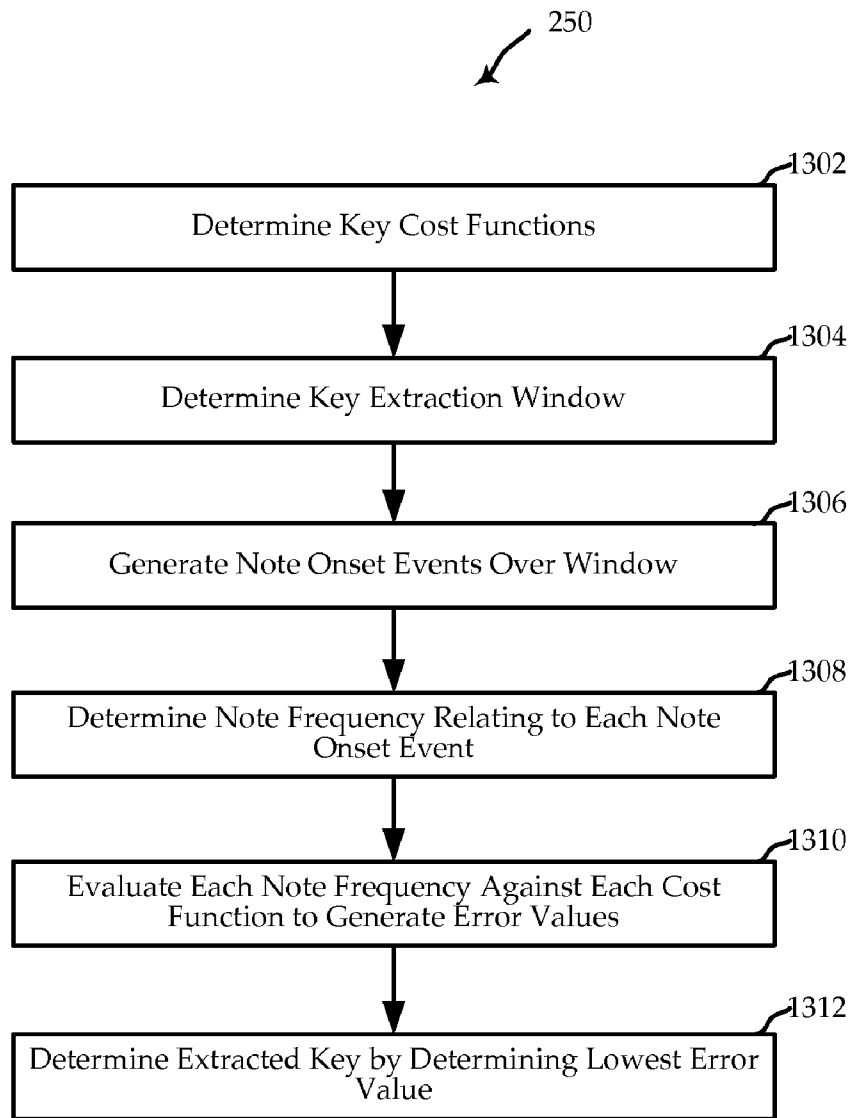 250
1302
Determine Key Cost Functions
1304
Determine Key Extraction Window
1306
Generate Note Onset Events Over Window
1308
Determine Note Frequency Relating to Each Note
Onset Event
1310
Evaluate Each Note Frequency Against Each Cost
Function to Generate Error Values
1312
Determine Extracted Key by Determining Lowest Error
Value